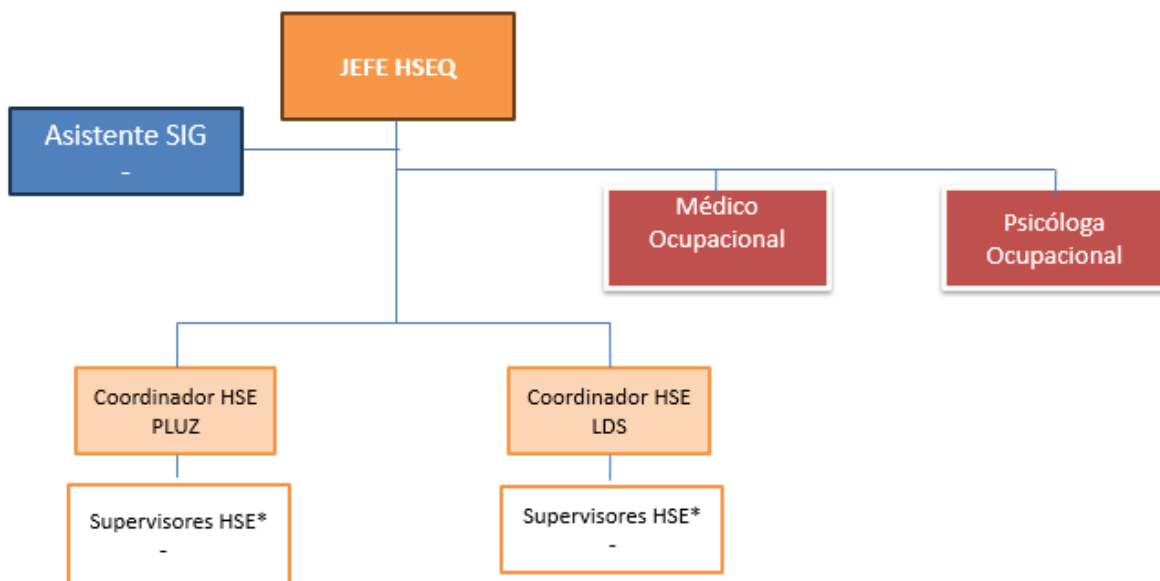 JEFE HSEQ
Asistente SIG
-
Médico
Ocupacional
Psicóloga
Ocupacional
Coordinador HSE
PLUZ
Coordinador HSE
LDS
Supervisores HSE*
-
Supervisores HSE*
-